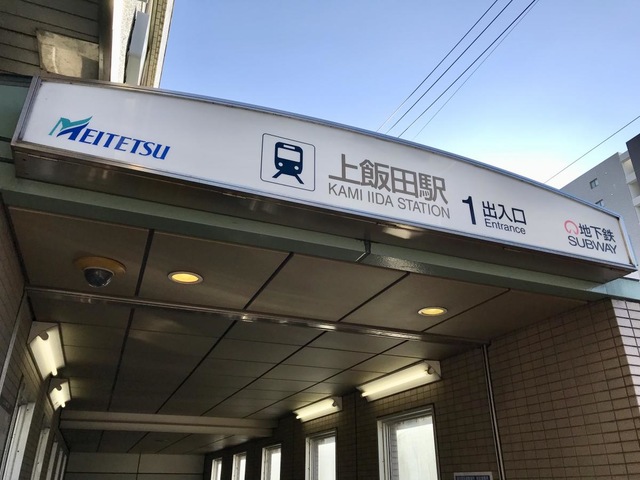 MEITETSU
上飯田駅
KAMI IIDA STATION
1 出入口
Entrance
地下鉄
SUBWAY